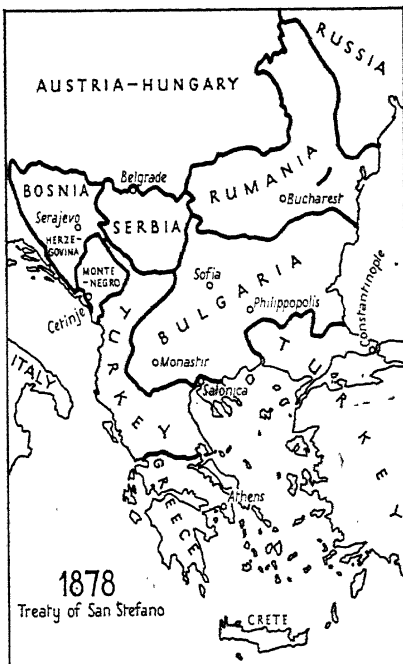 RUSSIA
AUSTRIA-HUNGARY
RUMANIA
Belgrade
BOSNIA
Bucharest
Serajevo
SERBIA
HERZE-
GOVINA
MONTE
-NEGRO
Sofia
BULGARIA
Philippopolis
Constantinople
Cetinje
TURKEY
TURKEY
Monastir
ITALY
Salonica
GREECE
Athens
1878
Treaty of San Stefano
CRETE